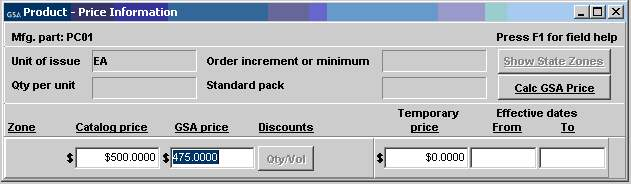 GSA Product - Price Information
Mfg. part: PC01 Press F1 for field help
Unit of issue EA Order increment or minimum Show State Zones
Qty per unit Standard pack Calc GSA Price
Temporary Effective dates
Zone Catalog price GSA price Discounts price From To
$ $500.0000 $ 475.0000 Qty/Vol $ $0.0000